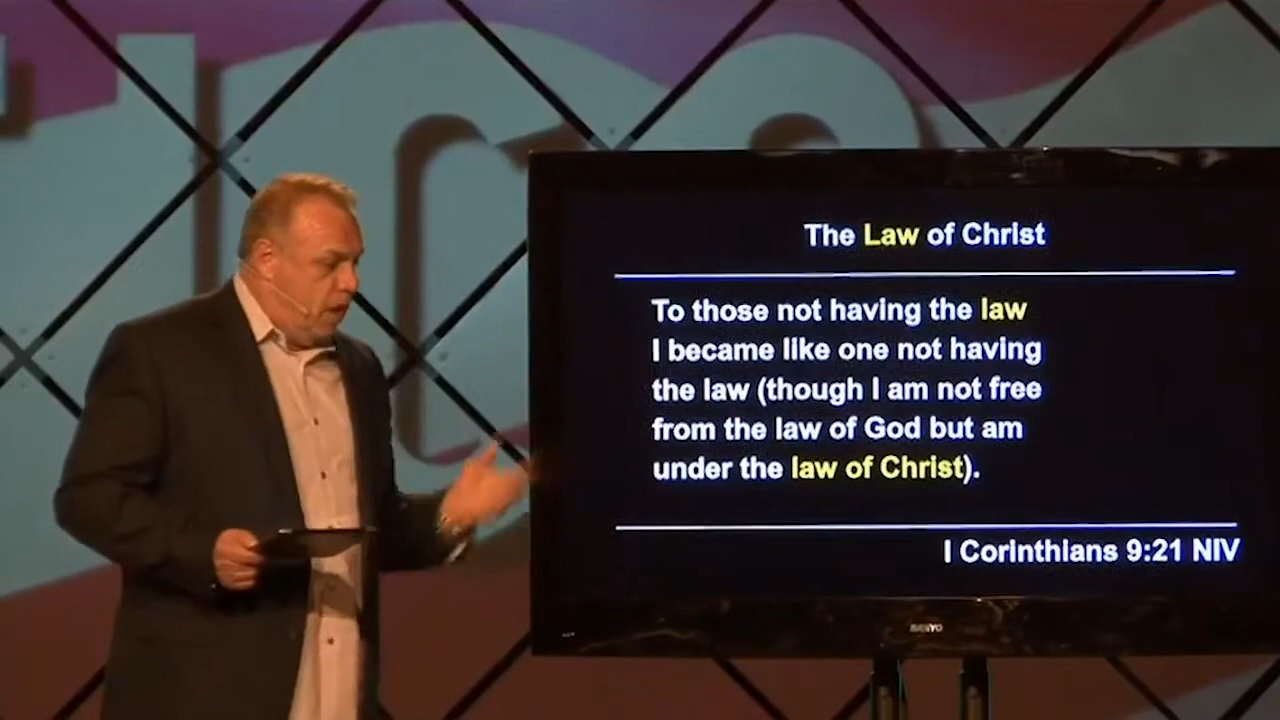 The Law of Christ
To those not having the law
I became like one not having
the law (though I am not free
from the law of God but am
under the law of Christ).
I Corinthians 9:21 NIV
SANYO